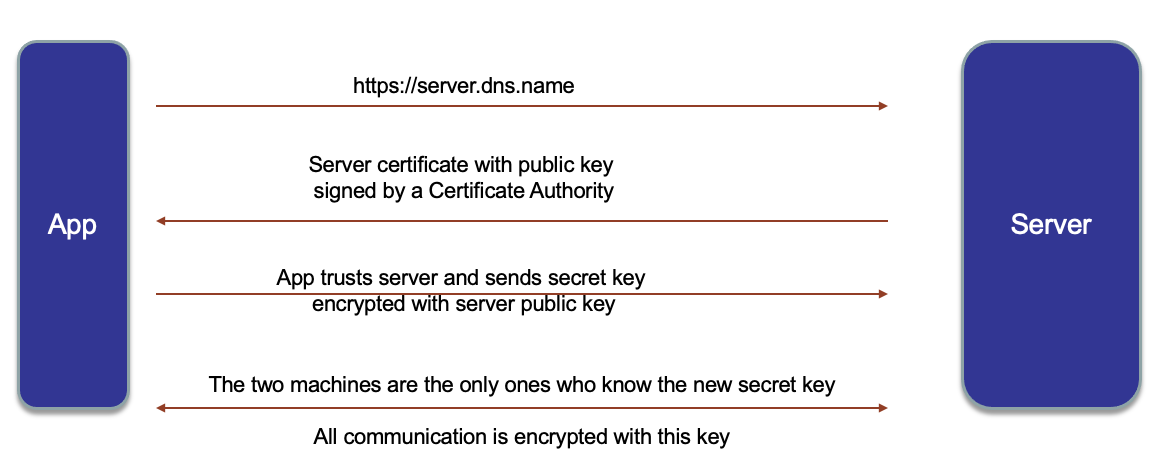 https://server.dns.name
Server certificate with public key
signed by a Certificate Authority
App
Server
App trusts server and sends secret key
encrypted with server public key
The two machines are the only ones who know the new secret key
All communication is encrypted with this key